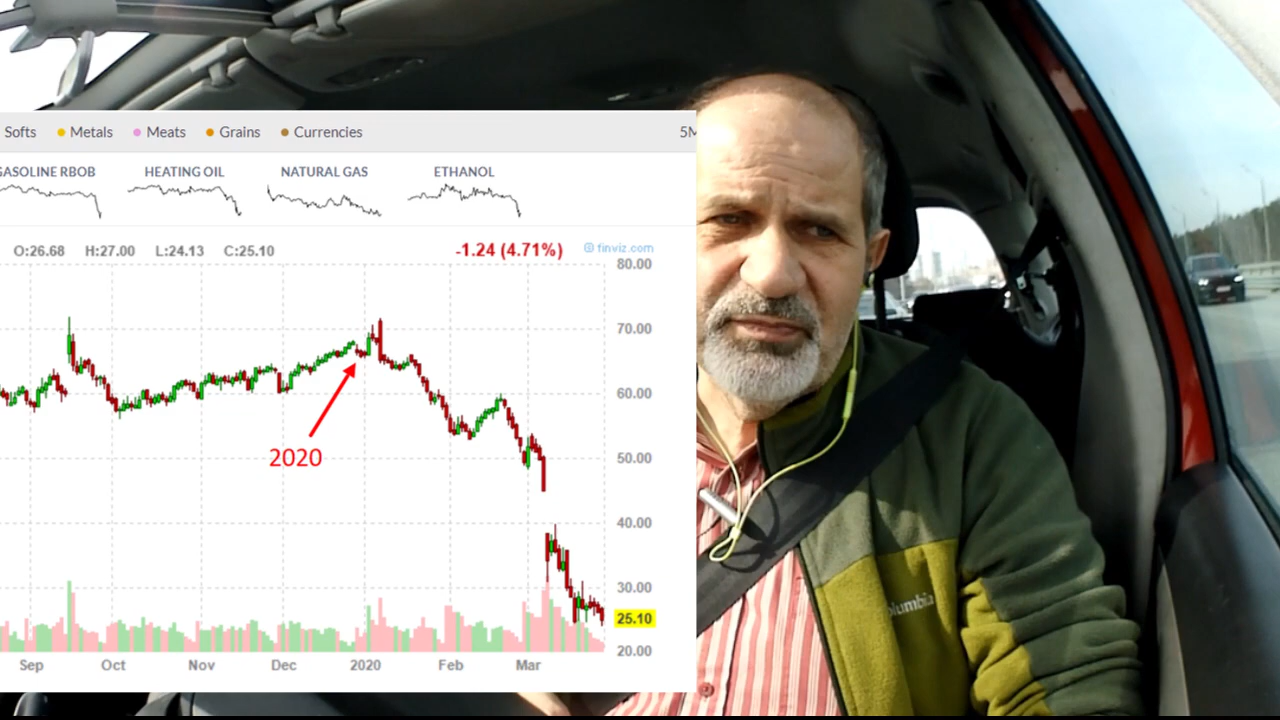 Softs Metals Meats Grains Currencies 5M
GASOLINE RBOB HEATING OIL NATURAL GAS ETHANOL
O:26.68 H:27.00 L:24.13 C:25.10 -1.24 (4.71%) finviz.com
80.00
70.00
60.00
2020
50.00
40.00
30.00
25.10
20.00
Sep Oct Nov Dec 2020 Feb Mar
olumbia